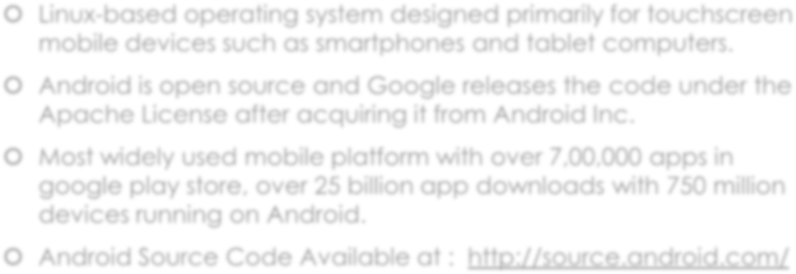 Linux-based operating system designed primarily for touchscreen
mobile devices such as smartphones and tablet computers.
Android is open source and Google releases the code under the
Apache License after acquiring it from Android Inc.
Most widely used mobile platform with over 7,00,000 apps in
google play store, over 25 billion app downloads with 750 million
devices running on Android.
Android Source Code Available at : http://source.android.com/